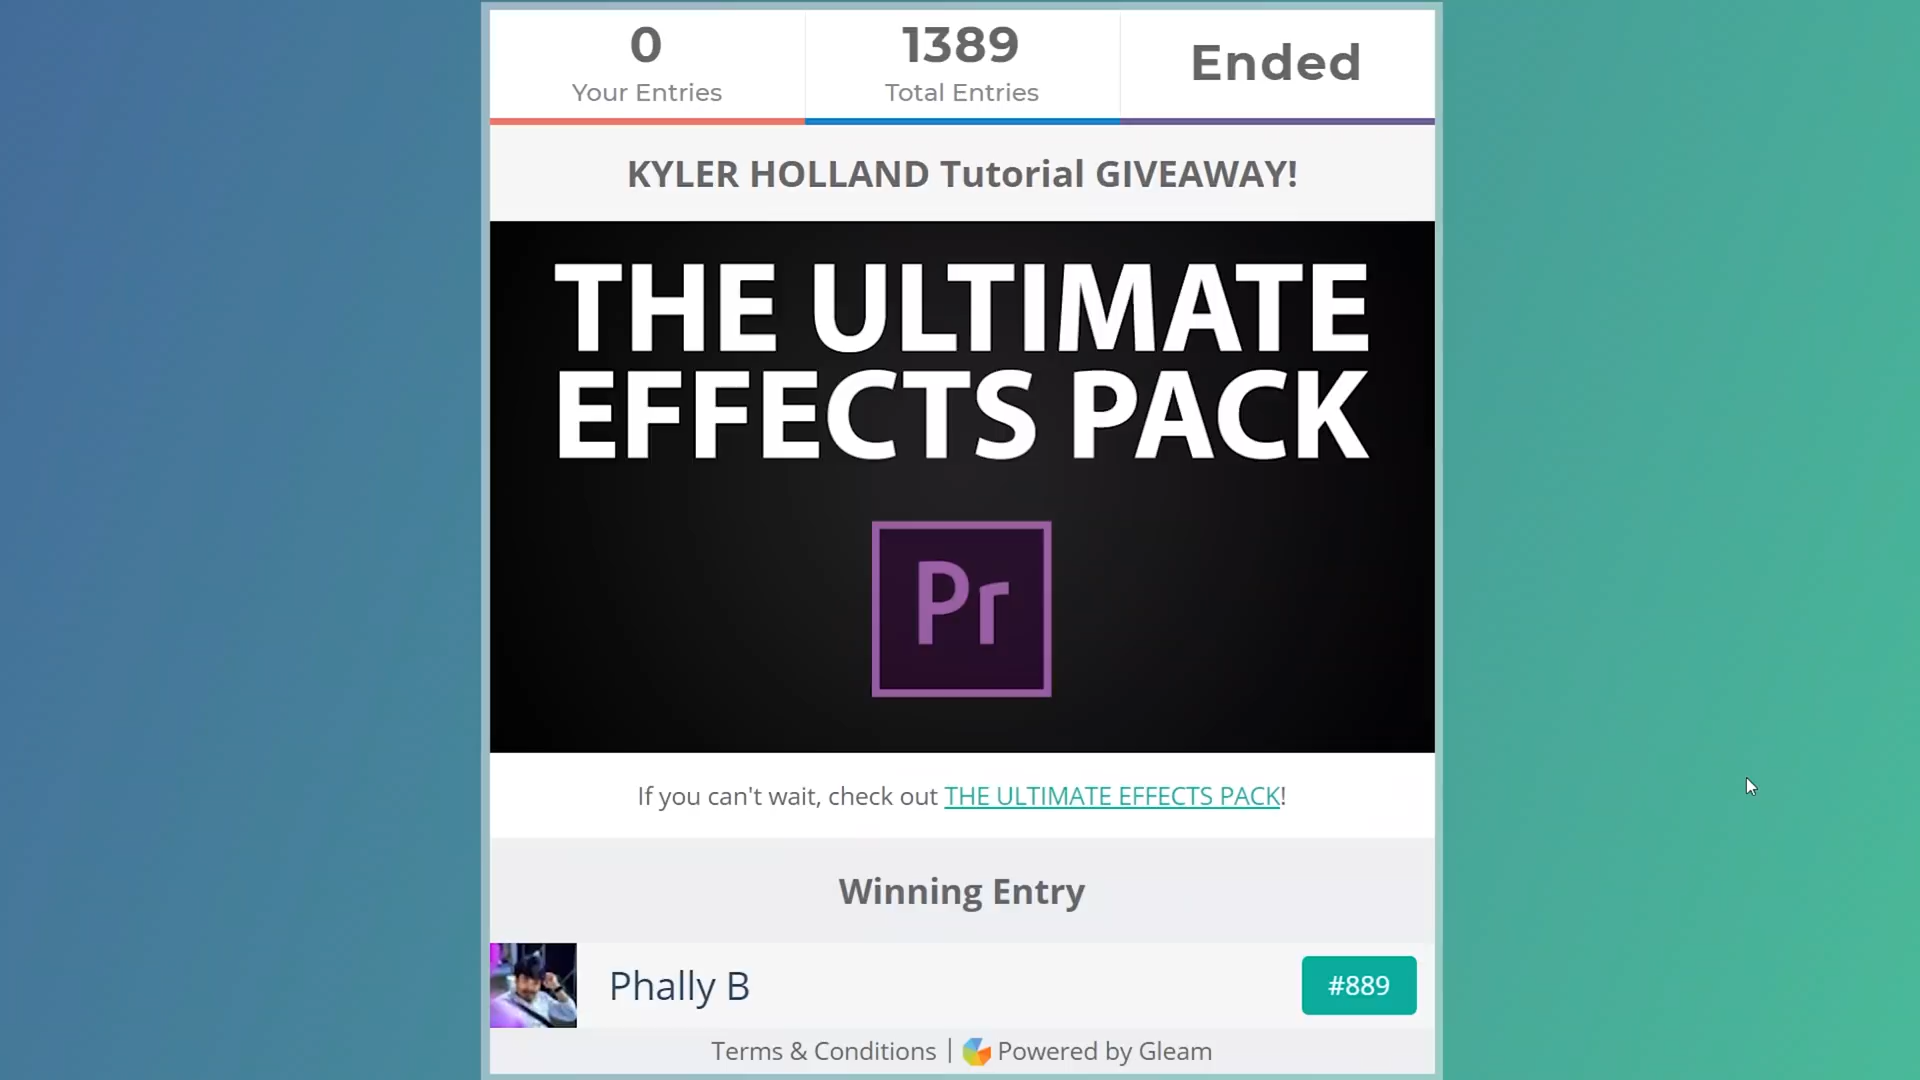 0
Your Entries
1389
Total Entries
Ended
KYLER HOLLAND Tutorial GIVEAWAY!
THE ULTIMATE
EFFECTS PACK
Pr
If you can't wait, check out THE ULTIMATE EFFECTS PACK!
Winning Entry
Phally B
#889
Terms & Conditions | Powered by Gleam